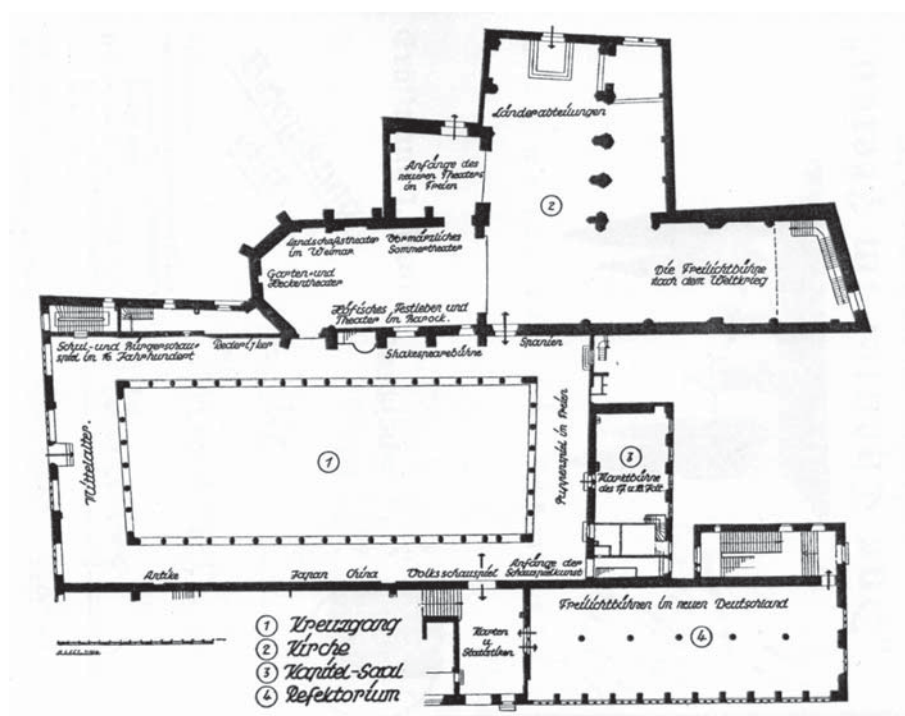 Länderabteilungen
Anfänge des
neueren Theaters
im Freien
2
Landschaftstheater
im Weimar
Vormärzliches
Sommertheater
Garten- und
Heckentheater
Die Freilichtbühne
nach dem Weltkrieg
Höfisches Festleben und
Theater im Barock.
Schul- und Bürgerschau-
spiel im 16. Jahrhundert
Rederijker
Shakespearebühne
Spanien
Mittelalter.
1
Puppenspiel im Freien
3
Marktbühne
des 17. u. 18. Jah.
Antike
Japan
China
Volksschauspiel
Anfänge der
Schauspielkunst
Freilichtbühnen im neuen Deutschland
4
Karten
u
Statistiken
1 Kreuzgang
2 Kirche
3 Kapitel-Saal
4 Refektorium